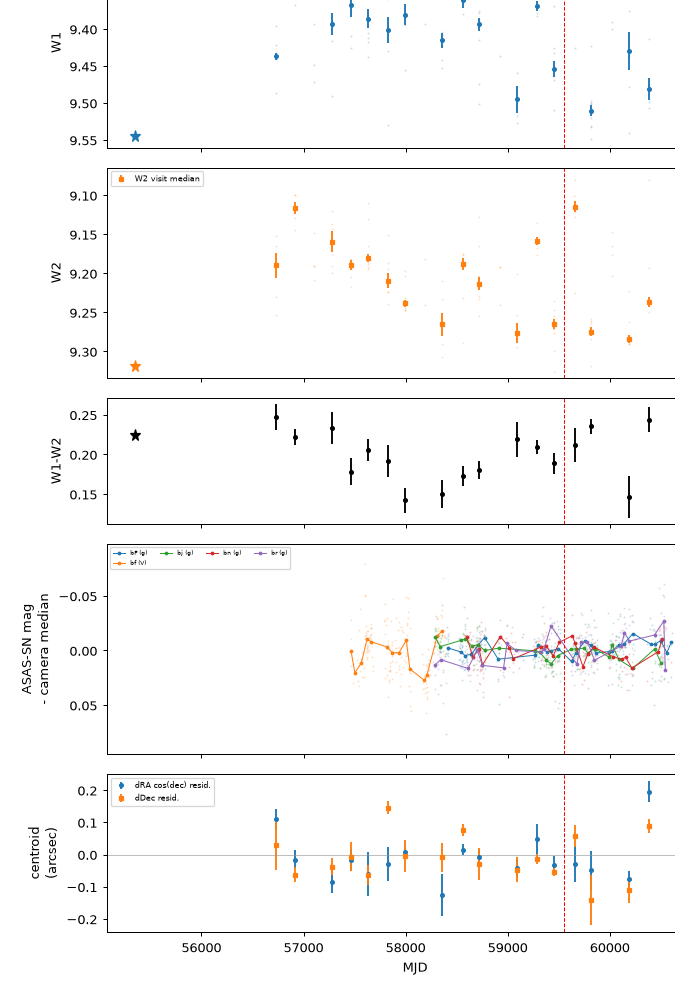 W1
9.40
9.45
9.50
9.55
W2 visit median
W2
9.10
9.15
9.20
9.25
9.30
W1-W2
0.25
0.20
0.15
bF (g) bj (g) bn (g) br (g)
bf (V)
ASAS-SN mag
- camera median
−0.05
0.00
0.05
dRA cos(dec) resid.
dDec resid.
centroid
(arcsec)
0.2
0.1
0.0
−0.1
−0.2
56000 57000 58000 59000 60000
MJD